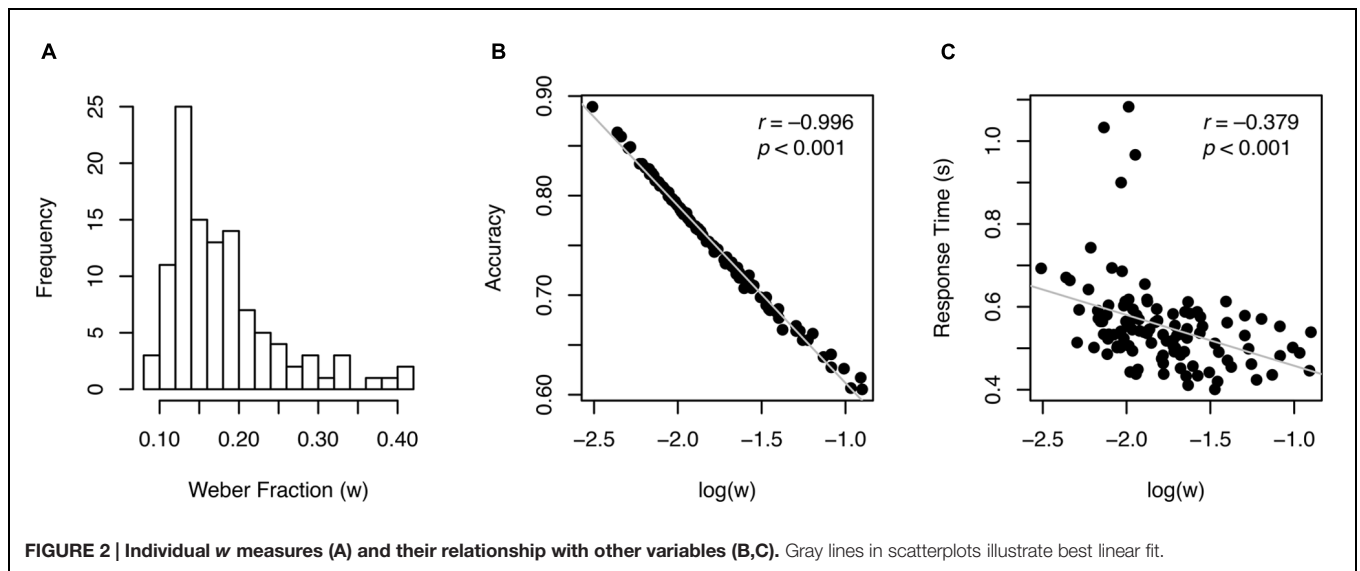 A
Frequency
25
20
15
10
5
0
0.10 0.20 0.30 0.40
Weber Fraction (w)
B
Accuracy
0.90
0.80
0.70
0.60
r = −0.996
p < 0.001
−2.5 −2.0 −1.5 −1.0
log(w)
C
Response Time (s)
1.0
0.8
0.6
0.4
r = −0.379
p < 0.001
−2.5 −2.0 −1.5 −1.0
log(w)
FIGURE 2 | Individual w measures (A) and their relationship with other variables (B,C). Gray lines in scatterplots illustrate best linear fit.